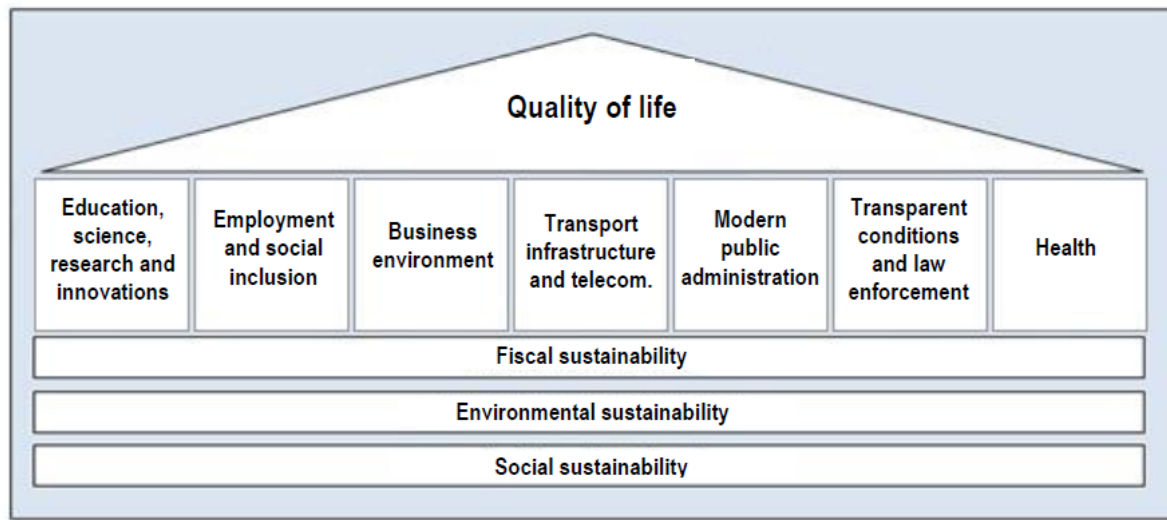 Quality of life
Education,
science,
research and
innovations
Employment
and social
inclusion
Business
environment
Transport
infrastructure
and telecom.
Modern
public
administration
Transparent
conditions
and law
enforcement
Health
Fiscal sustainability
Environmental sustainability
Social sustainability